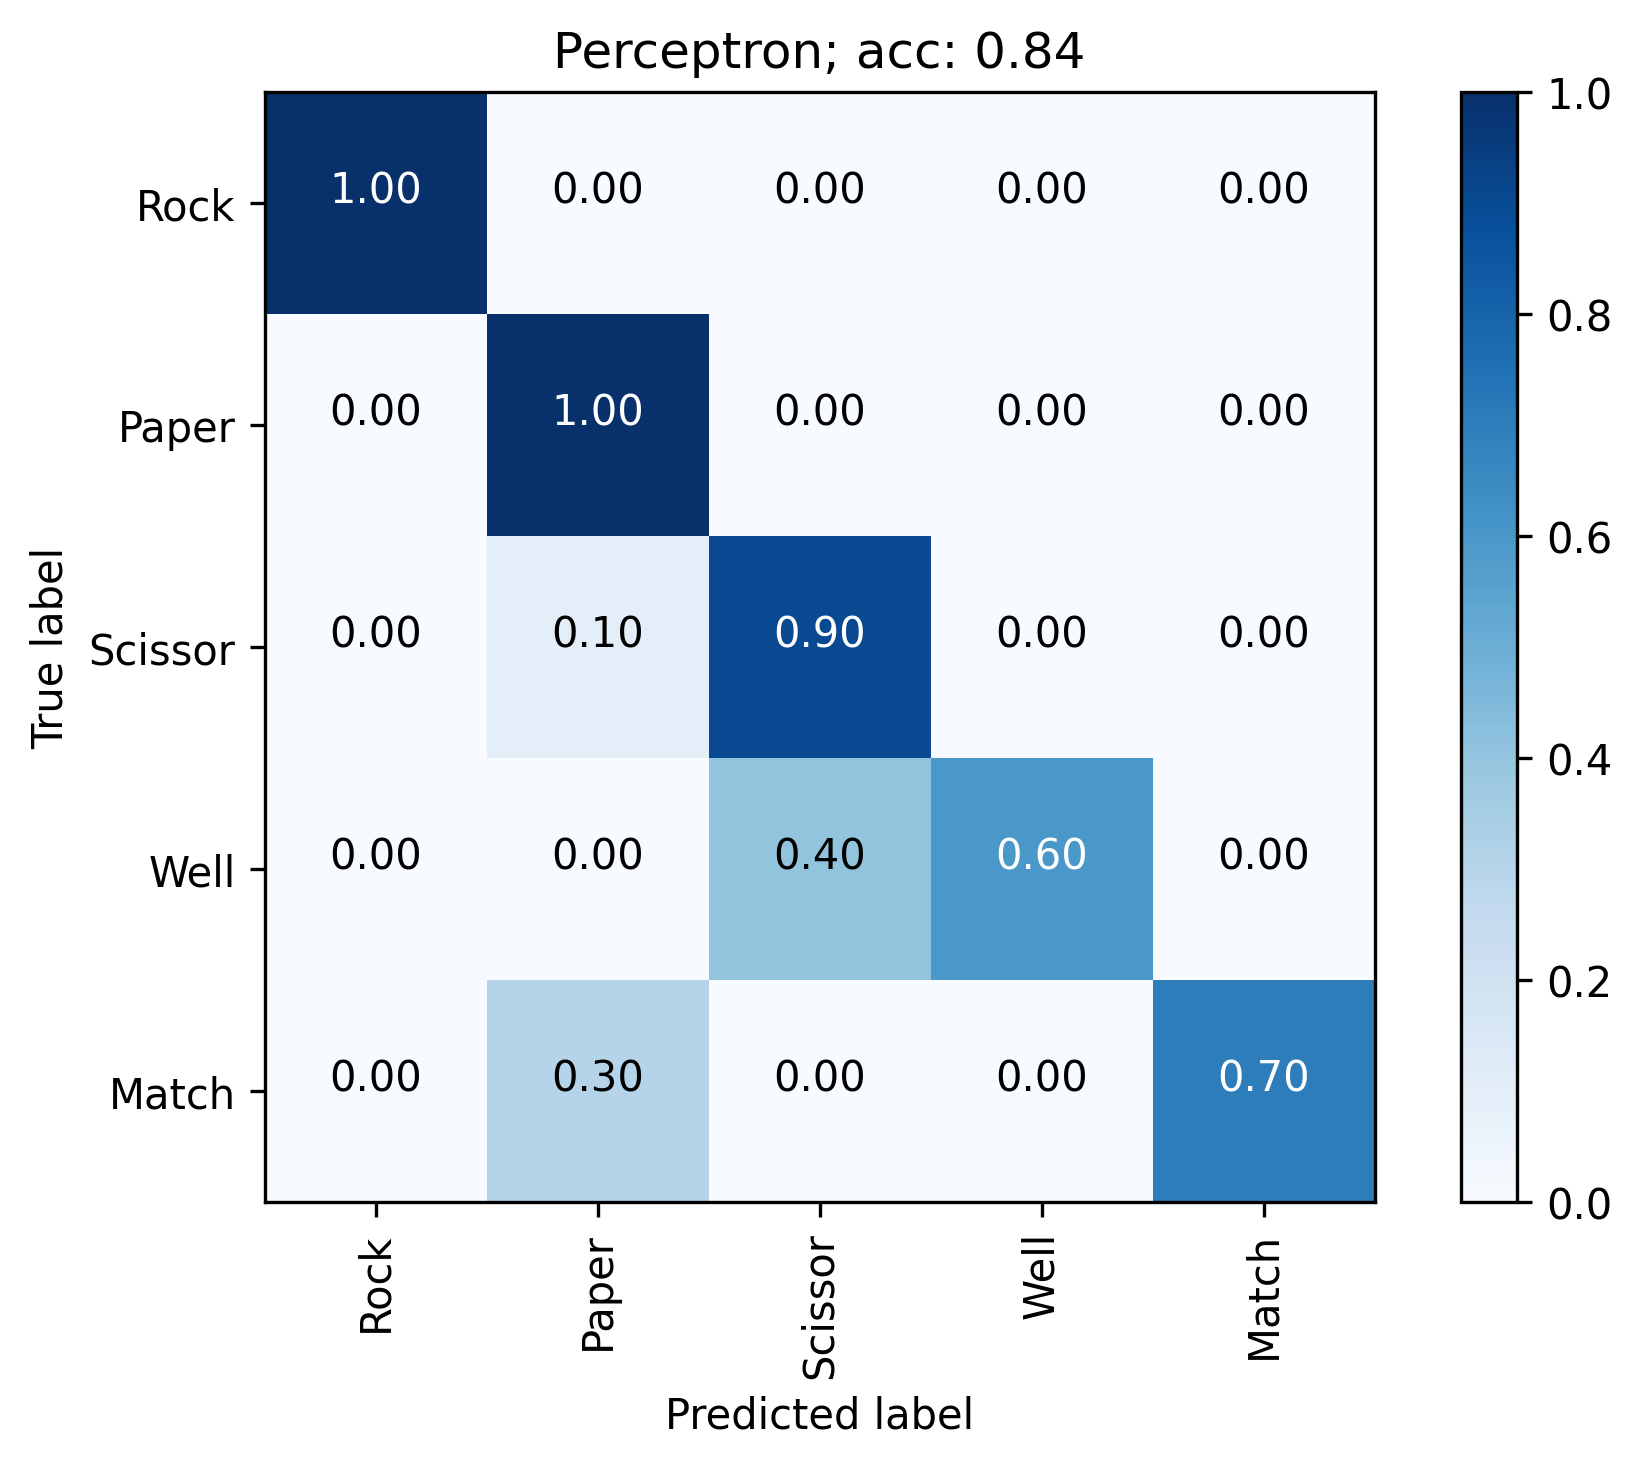 Perceptron; acc: 0.84
True label
Rock 1.00 0.00 0.00 0.00 0.00
Paper 0.00 1.00 0.00 0.00 0.00
Scissor 0.00 0.10 0.90 0.00 0.00
Well 0.00 0.00 0.40 0.60 0.00
Match 0.00 0.30 0.00 0.00 0.70
Rock Paper Scissor Well Match
Predicted label
1.0
0.8
0.6
0.4
0.2
0.0